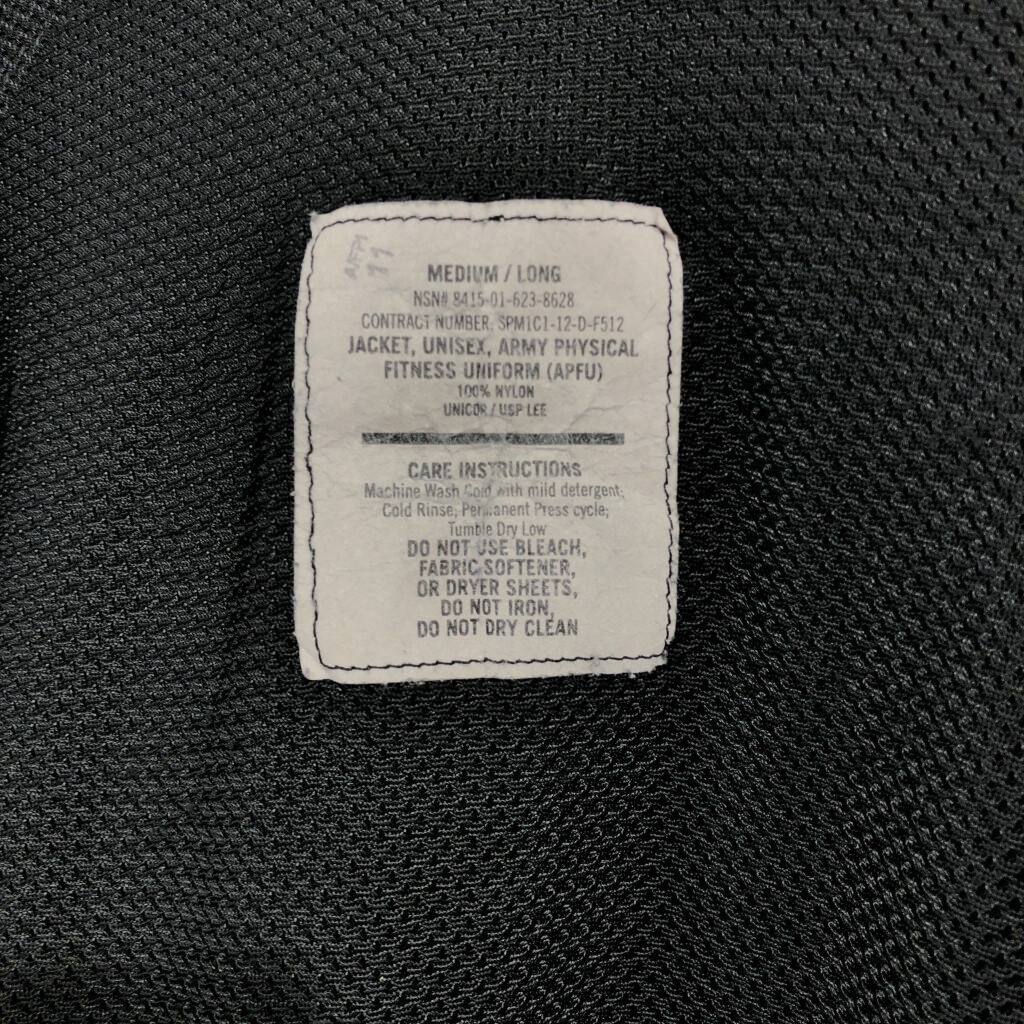 MEDIUM / LONG
NSN# 8415-01-623-8628
CONTRACT NUMBER, SPM1C1-12-D-F512
JACKET, UNISEX, ARMY PHYSICAL
FITNESS UNIFORM (APFU)
100% NYLON
UNICOR / USP LEE
CARE INSTRUCTIONS
Machine Wash Cold with mild detergent;
Cold Rinse; Permanent Press cycle;
Tumble Dry Low
DO NOT USE BLEACH,
FABRIC SOFTENER,
OR DRYER SHEETS,
DO NOT IRON,
DO NOT DRY CLEAN